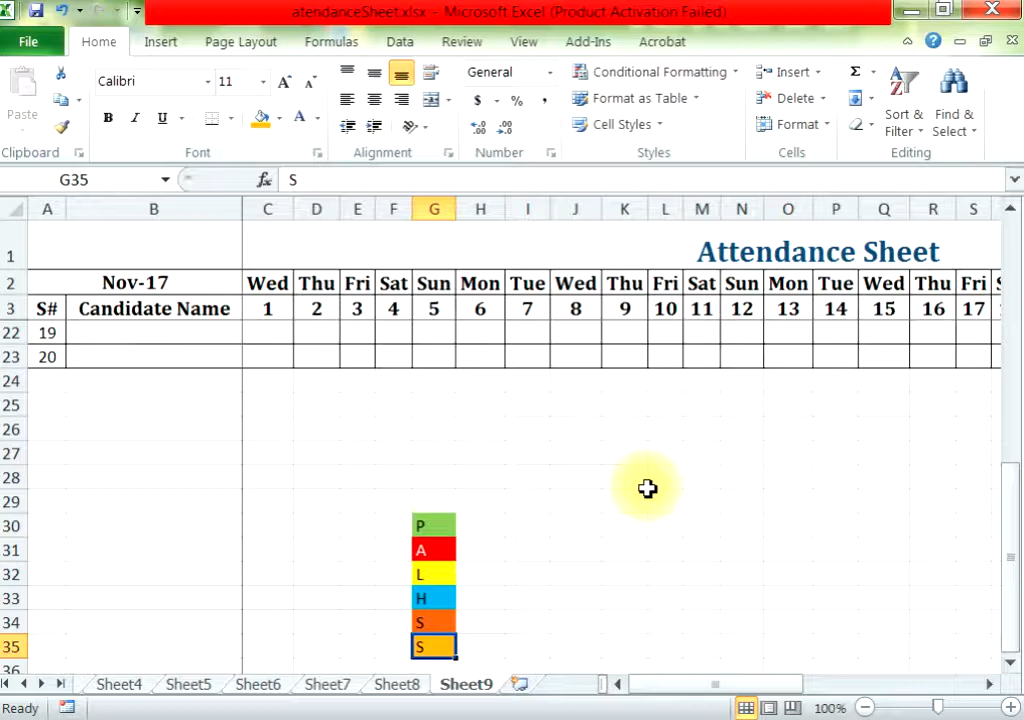 atendanceSheet.xlsx - Microsoft Excel (Product Activation Failed)
File Home Insert Page Layout Formulas Data Review View Add-Ins Acrobat
Paste
Calibri 11 A A
B I U A
General
$ % ,
.00 .0
Conditional Formatting
Format as Table
Cell Styles
Insert
Delete
Format
Σ
Sort & Filter
Find & Select
Clipboard Font Alignment Number Styles Cells Editing
G35 fx S
A B C D E F G H I J K L M N O P Q R S
1 Attendance Sheet
2 Nov-17 Wed Thu Fri Sat Sun Mon Tue Wed Thu Fri Sat Sun Mon Tue Wed Thu Fri
3 S# Candidate Name 1 2 3 4 5 6 7 8 9 10 11 12 13 14 15 16 17
22 19
23 20
24
25
26
27
28
29
30 P
31 A
32 L
33 H
34 S
35 S
36
Sheet4 Sheet5 Sheet6 Sheet7 Sheet8 Sheet9
Ready 100%